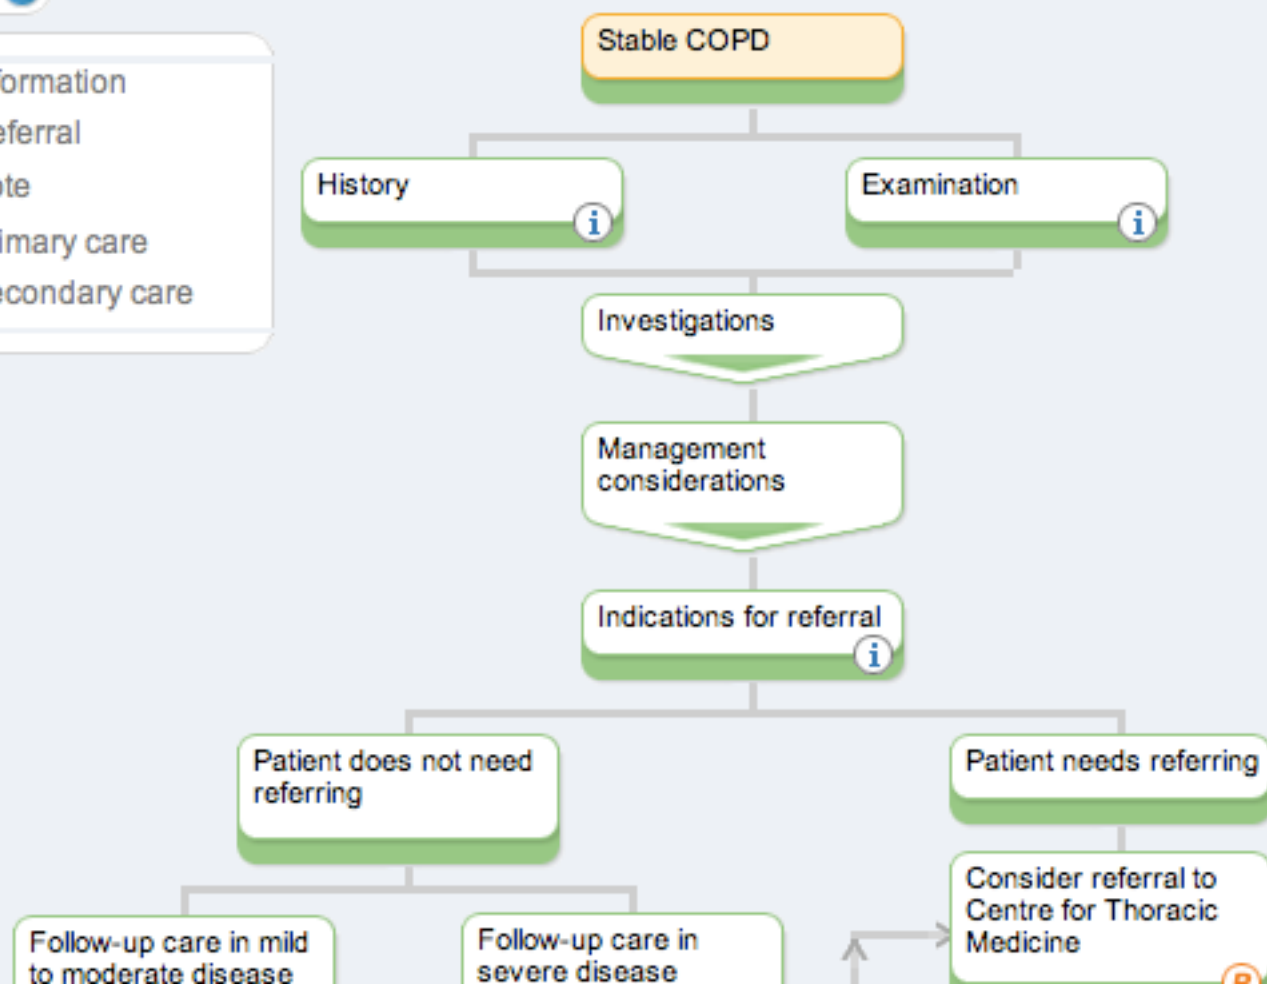 Stable COPD
formation
eferral
ote
imary care
econdary care
History
i
Examination
i
Investigations
Management
considerations
Indications for referral
i
Patient does not need
referring
Patient needs referring
Follow-up care in mild
to moderate disease
Follow-up care in
severe disease
Consider referral to
Centre for Thoracic
Medicine
R